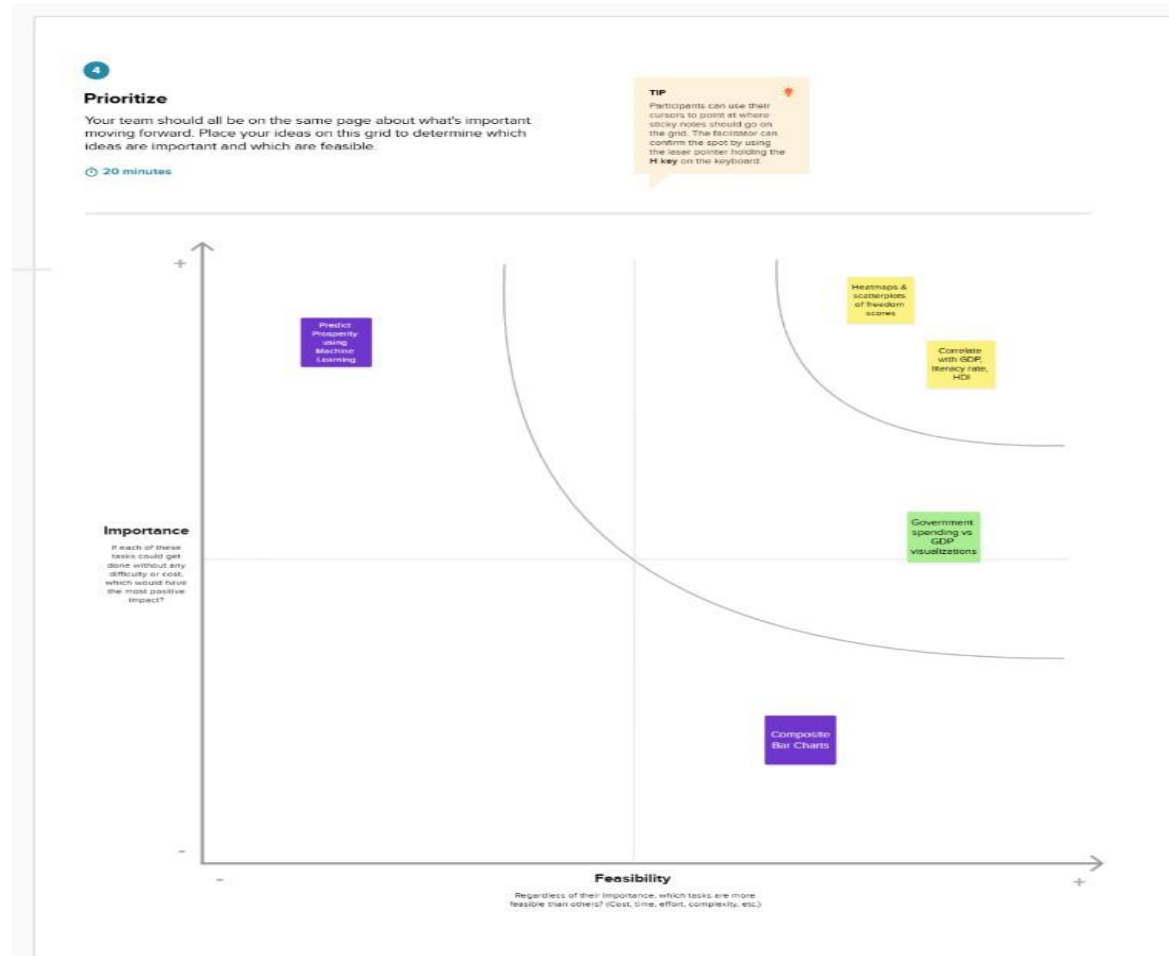 4
Prioritize
Your team should all be on the same page about what's important
moving forward. Place your ideas on this grid to determine which
ideas are important and which are feasible.
20 minutes
TIP
Participants can use their
cursors to point at where
sticky notes should go on
the grid. The facilitator can
confirm the spot by using
the laser pointer holding the
H key on the keyboard.
+
Predict
Prosperity
using
Machine
Learning
Heatmaps &
scatterplots
of freedom
scores
Correlate
with GDP,
literacy rate,
HDI
Importance
If each of these
tasks could get
done without any
difficulty or cost,
which would have
the most positive
impact?
Government
spending vs
GDP
visualizations
Composite
Bar Charts
-
-
Feasibility
+
Regardless of their importance, which tasks are more
feasible than others? (Cost, time, effort, complexity, etc.)